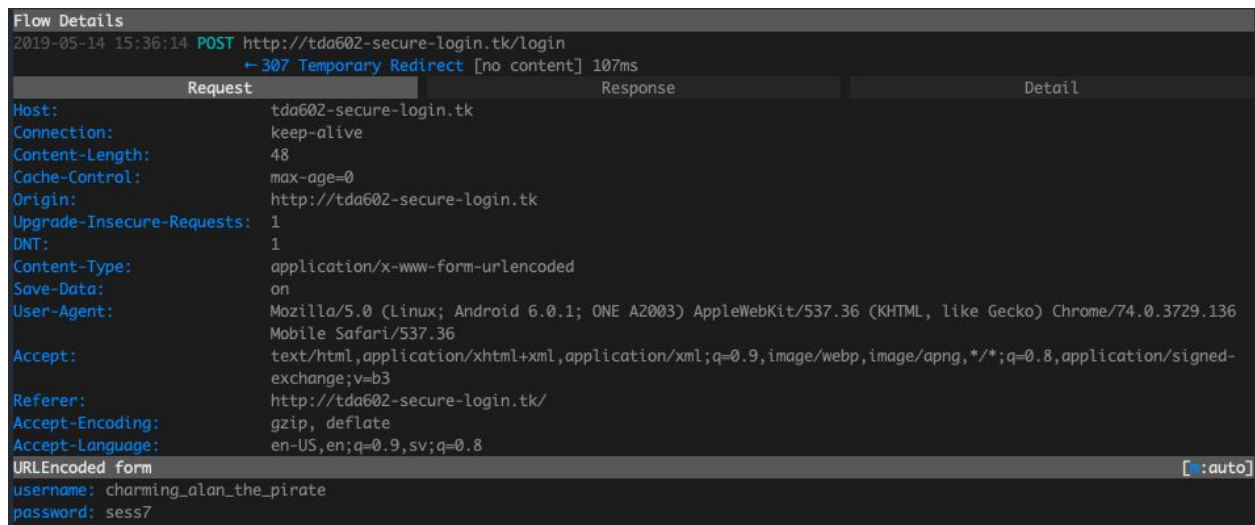 Flow Details
2019-05-14 15:36:14 POST http://tda602-secure-login.tk/login
← 307 Temporary Redirect [no content] 107ms
Request Response Detail
Host: tda602-secure-login.tk
Connection: keep-alive
Content-Length: 48
Cache-Control: max-age=0
Origin: http://tda602-secure-login.tk
Upgrade-Insecure-Requests: 1
DNT: 1
Content-Type: application/x-www-form-urlencoded
Save-Data: on
User-Agent: Mozilla/5.0 (Linux; Android 6.0.1; ONE A2003) AppleWebKit/537.36 (KHTML, like Gecko) Chrome/74.0.3729.136
Mobile Safari/537.36
Accept: text/html,application/xhtml+xml,application/xml;q=0.9,image/webp,image/apng,*/*;q=0.8,application/signed-
exchange;v=b3
Referer: http://tda602-secure-login.tk/
Accept-Encoding: gzip, deflate
Accept-Language: en-US,en;q=0.9,sv;q=0.8
URLEncoded form [m:auto]
username: charming_alan_the_pirate
password: sess7